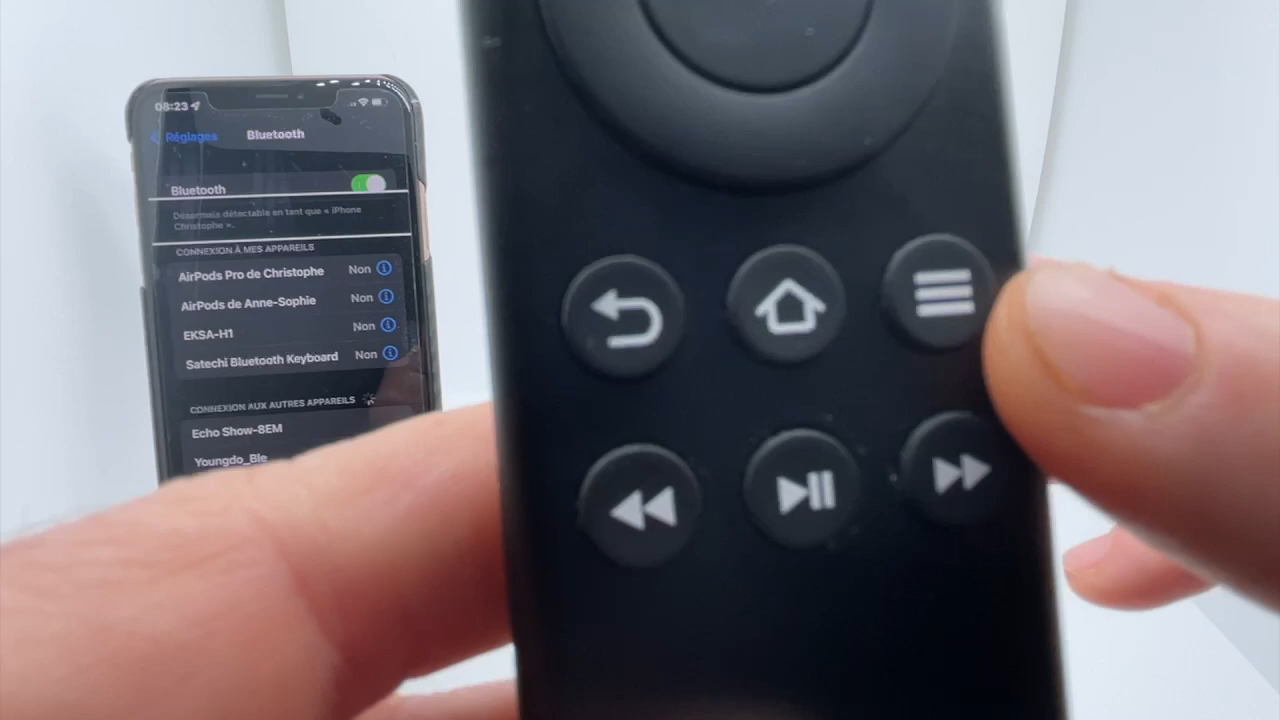 08:23
Réglages Bluetooth
Bluetooth
Désormais détectable en tant que « iPhone
Christophe ».
CONNEXION À MES APPAREILS
AirPods Pro de Christophe Non
AirPods de Anne-Sophie Non
EKSA-H1 Non
Satechi Bluetooth Keyboard Non
CONNEXION AUX AUTRES APPAREILS
Echo Show-8EM
Youngdo_Ble